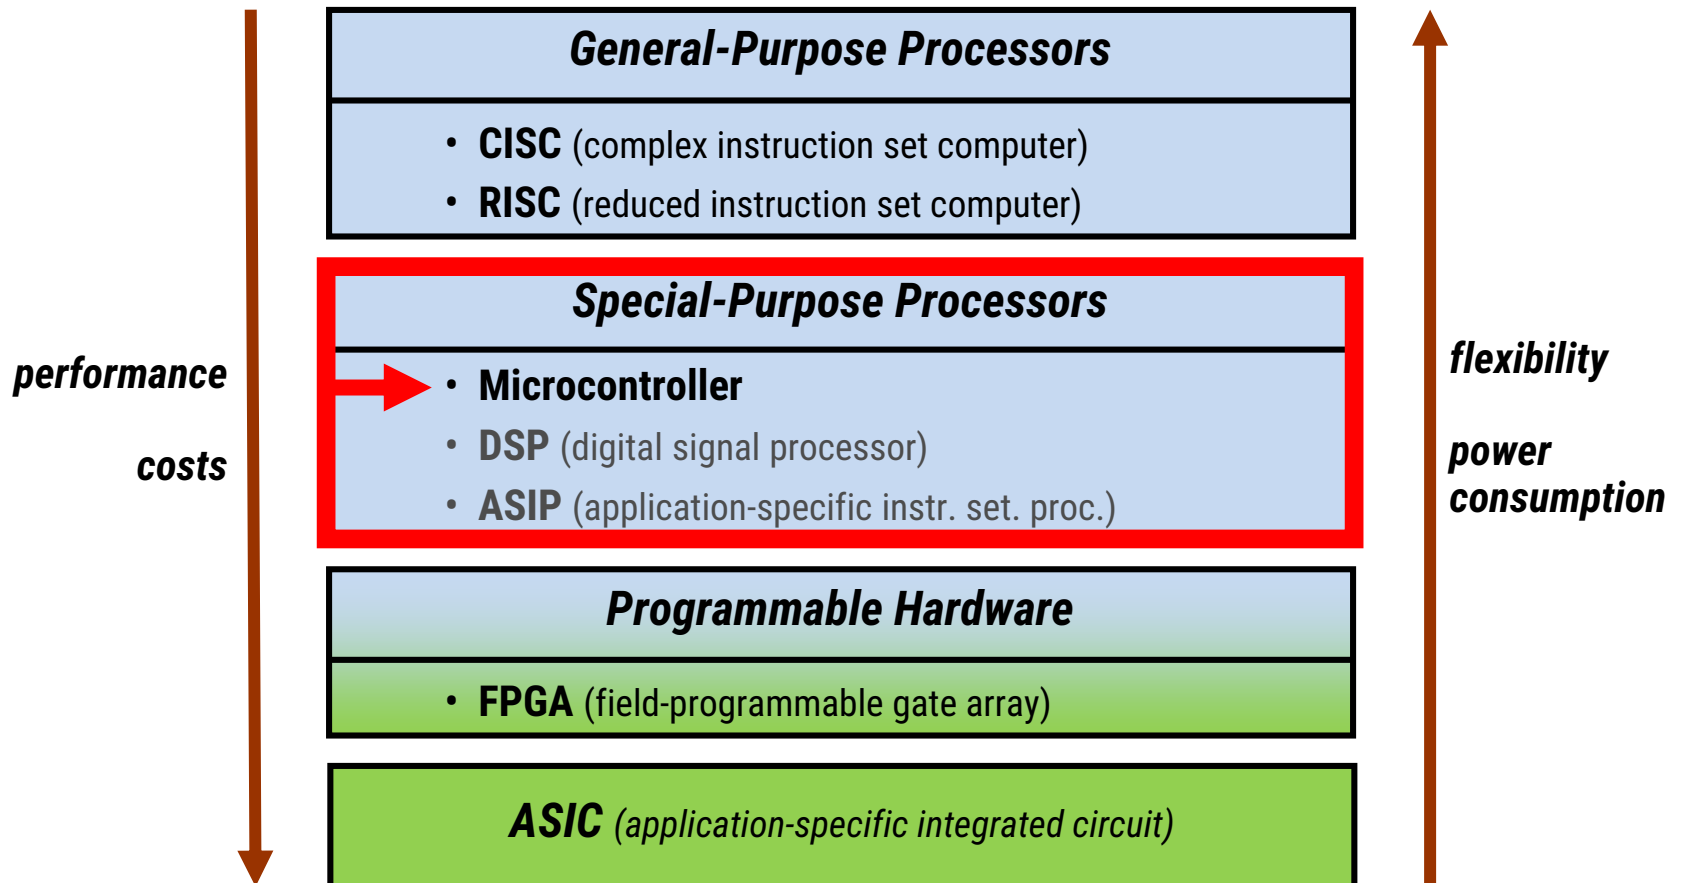 General-Purpose Processors
• CISC (complex instruction set computer)
• RISC (reduced instruction set computer)
Special-Purpose Processors
performance
costs
• Microcontroller
• DSP (digital signal processor)
• ASIP (application-specific instr. set. proc.)
flexibility
power
consumption
Programmable Hardware
• FPGA (field-programmable gate array)
ASIC (application-specific integrated circuit)